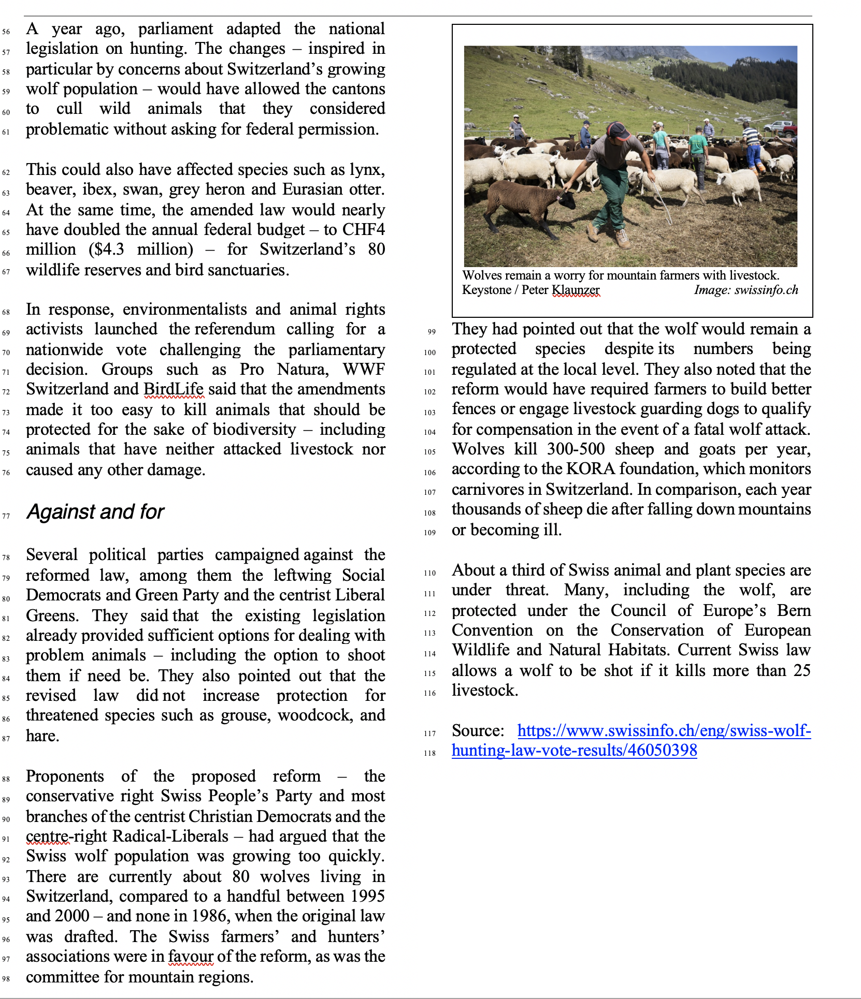 56 A year ago, parliament adapted the national
57 legislation on hunting. The changes – inspired in
58 particular by concerns about Switzerland’s growing
59 wolf population – would have allowed the cantons
60 to cull wild animals that they considered
61 problematic without asking for federal permission.
62 This could also have affected species such as lynx,
63 beaver, ibex, swan, grey heron and Eurasian otter.
64 At the same time, the amended law would nearly
65 have doubled the annual federal budget – to CHF4
66 million ($4.3 million) – for Switzerland’s 80
67 wildlife reserves and bird sanctuaries.
68 In response, environmentalists and animal rights
69 activists launched the referendum calling for a
70 nationwide vote challenging the parliamentary
71 decision. Groups such as Pro Natura, WWF
72 Switzerland and BirdLife said that the amendments
73 made it too easy to kill animals that should be
74 protected for the sake of biodiversity – including
75 animals that have neither attacked livestock nor
76 caused any other damage.
77 Against and for
78 Several political parties campaigned against the
79 reformed law, among them the leftwing Social
80 Democrats and Green Party and the centrist Liberal
81 Greens. They said that the existing legislation
82 already provided sufficient options for dealing with
83 problem animals – including the option to shoot
84 them if need be. They also pointed out that the
85 revised law did not increase protection for
86 threatened species such as grouse, woodcock, and
87 hare.
88 Proponents of the proposed reform – the
89 conservative right Swiss People’s Party and most
90 branches of the centrist Christian Democrats and the
91 centre-right Radical-Liberals – had argued that the
92 Swiss wolf population was growing too quickly.
93 There are currently about 80 wolves living in
94 Switzerland, compared to a handful between 1995
95 and 2000 – and none in 1986, when the original law
96 was drafted. The Swiss farmers’ and hunters’
97 associations were in favour of the reform, as was the
98 committee for mountain regions.
Wolves remain a worry for mountain farmers with livestock.
Keystone / Peter Klaunzer Image: swissinfo.ch
99 They had pointed out that the wolf would remain a
100 protected species despite its numbers being
101 regulated at the local level. They also noted that the
102 reform would have required farmers to build better
103 fences or engage livestock guarding dogs to qualify
104 for compensation in the event of a fatal wolf attack.
105 Wolves kill 300-500 sheep and goats per year,
106 according to the KORA foundation, which monitors
107 carnivores in Switzerland. In comparison, each year
108 thousands of sheep die after falling down mountains
109 or becoming ill.
110 About a third of Swiss animal and plant species are
111 under threat. Many, including the wolf, are
112 protected under the Council of Europe’s Bern
113 Convention on the Conservation of European
114 Wildlife and Natural Habitats. Current Swiss law
115 allows a wolf to be shot if it kills more than 25
116 livestock.
117 Source: https://www.swissinfo.ch/eng/swiss-wolf-
118 hunting-law-vote-results/46050398